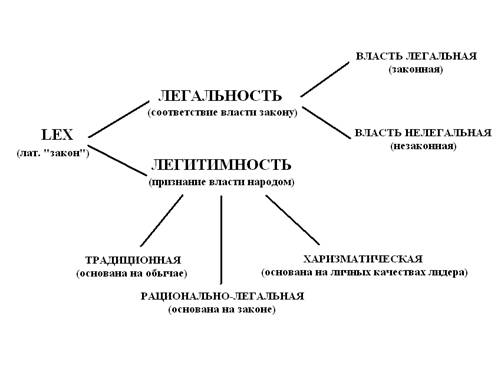 ВЛАСТЬ ЛЕГАЛЬНАЯ
(законная)
ЛЕГАЛЬНОСТЬ
(соответствие власти закону)
LEX
(лат. "закон")
ВЛАСТЬ НЕЛЕГАЛЬНАЯ
(незаконная)
ЛЕГИТИМНОСТЬ
(признание власти народом)
ТРАДИЦИОННАЯ
(основана на обычае)
ХАРИЗМАТИЧЕСКАЯ
(основана на личных качествах лидера)
РАЦИОНАЛЬНО-ЛЕГАЛЬНАЯ
(основана на законе)